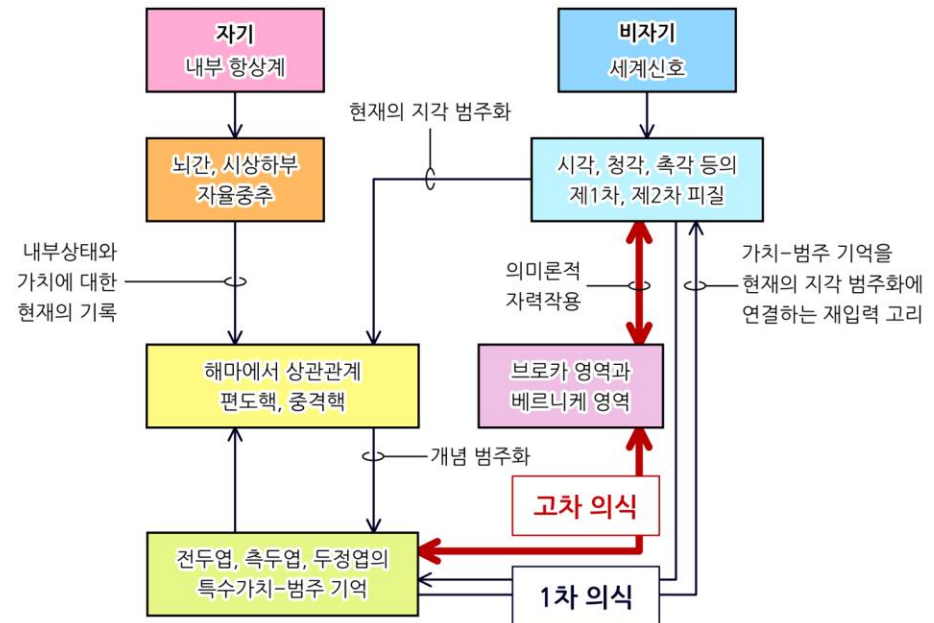 자기
내부 항상계
비자기
세계신호
현재의 지각 범주화
뇌간, 시상하부
자율중추
시각, 청각, 촉각 등의
제1차, 제2차 피질
내부상태와
가치에 대한
현재의 기록
의미론적
자력작용
가치-범주 기억을
현재의 지각 범주화에
연결하는 재입력 고리
해마에서 상관관계
편도핵, 중격핵
브로카 영역과
베르니케 영역
개념 범주화
고차 의식
전두엽, 측두엽, 두정엽의
특수가치-범주 기억
1차 의식